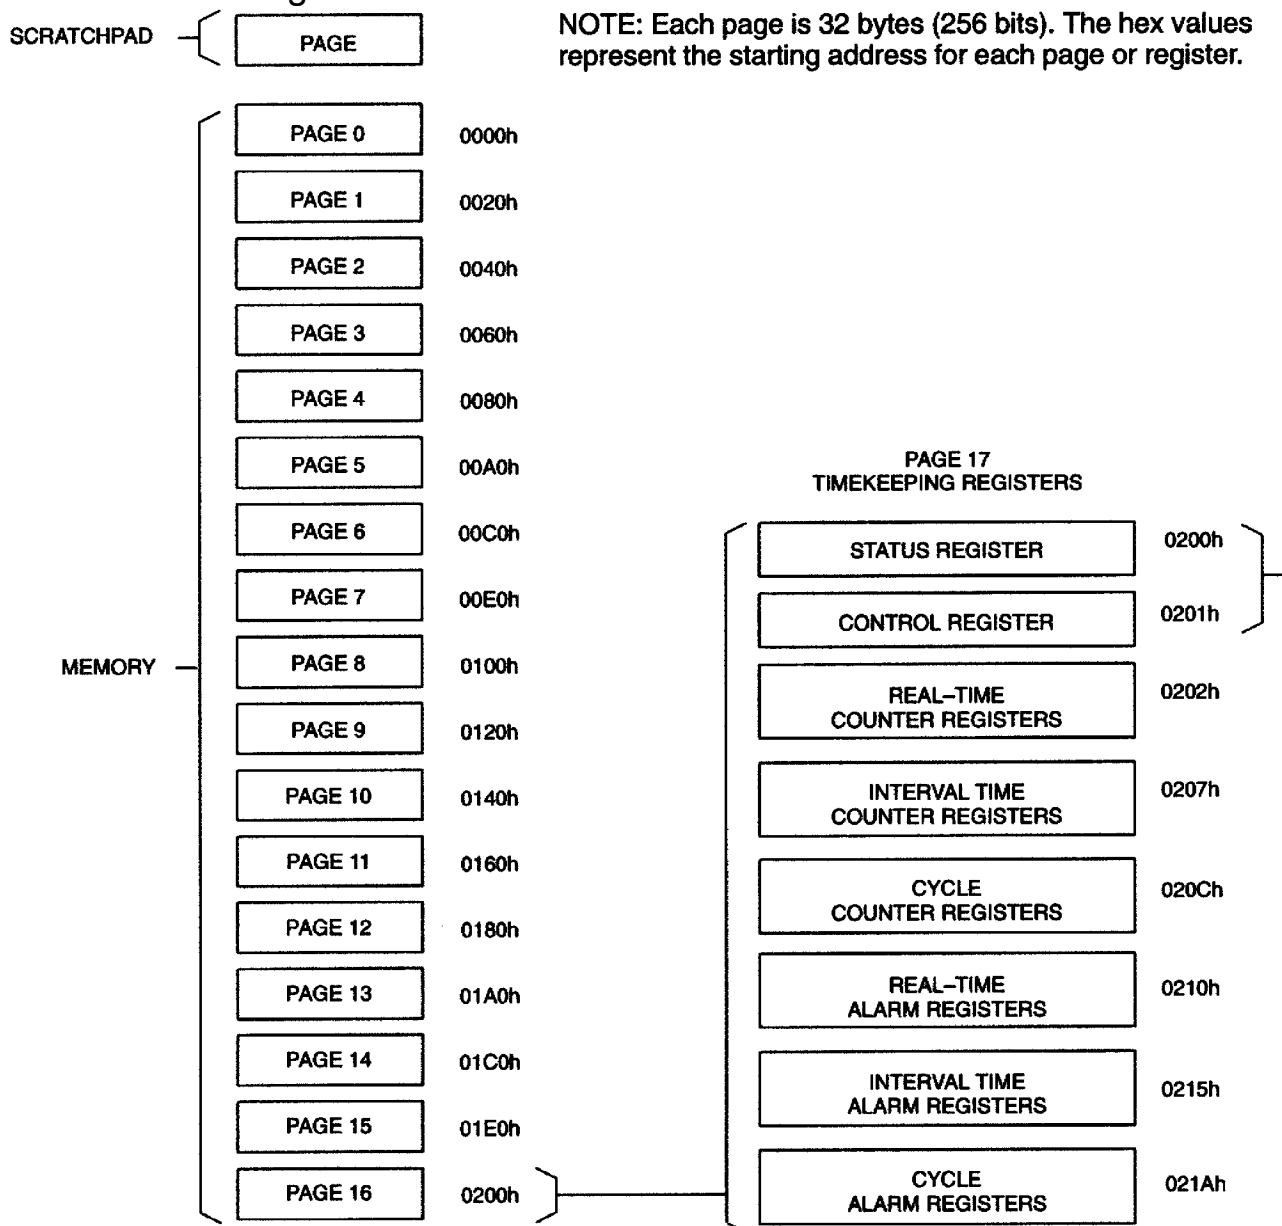 SCRATCHPAD
PAGE
NOTE: Each page is 32 bytes (256 bits). The hex values
represent the starting address for each page or register.
PAGE 0 0000h
PAGE 1 0020h
PAGE 2 0040h
PAGE 3 0060h
PAGE 4 0080h
PAGE 5 00A0h
PAGE 6 00C0h
PAGE 7 00E0h
MEMORY
PAGE 8 0100h
PAGE 9 0120h
PAGE 10 0140h
PAGE 11 0160h
PAGE 12 0180h
PAGE 13 01A0h
PAGE 14 01C0h
PAGE 15 01E0h
PAGE 16 0200h
PAGE 17
TIMEKEEPING REGISTERS
STATUS REGISTER 0200h
CONTROL REGISTER 0201h
REAL–TIME 0202h
COUNTER REGISTERS
INTERVAL TIME 0207h
COUNTER REGISTERS
CYCLE 020Ch
COUNTER REGISTERS
REAL–TIME 0210h
ALARM REGISTERS
INTERVAL TIME 0215h
ALARM REGISTERS
CYCLE 021Ah
ALARM REGISTERS